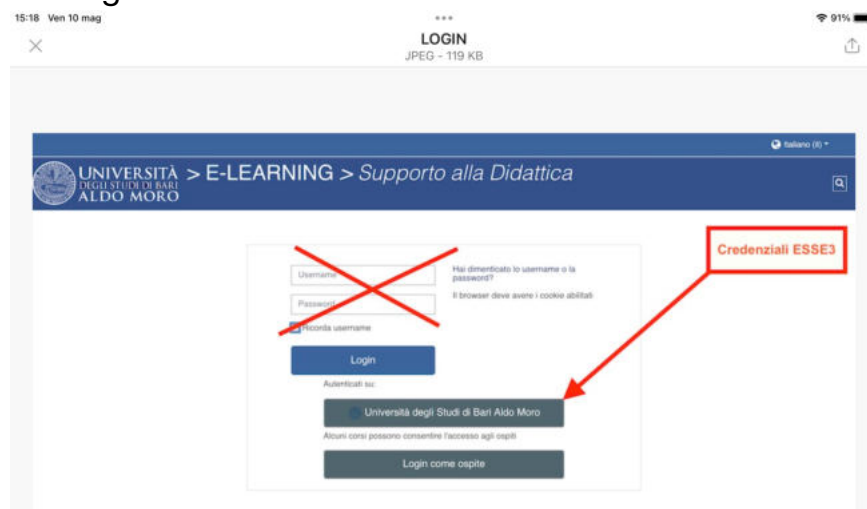 15:18 Ven 10 mag
91%
LOGIN
JPEG - 119 KB
Italiano (it)
UNIVERSITÀ
DEGLI STUDI DI BARI
ALDO MORO
> E-LEARNING > Supporto alla Didattica
Credenziali ESSE3
Username
Hai dimenticato lo username o la
password?
Password
Il browser deve avere i cookie abilitati
Ricorda username
Login
Autenticati su:
Università degli Studi di Bari Aldo Moro
Alcuni corsi possono consentire l'accesso agli ospiti
Login come ospite